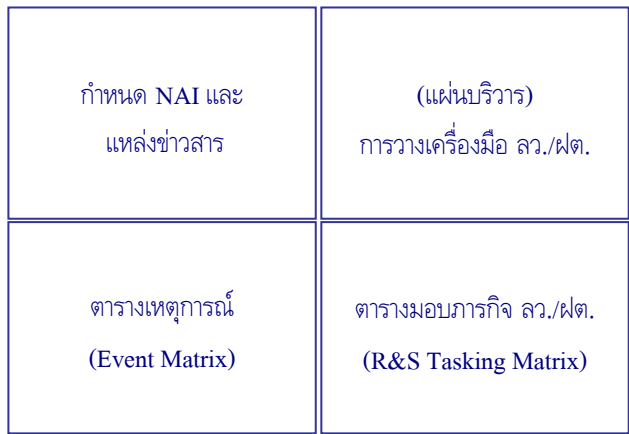 กำหนด NAI และ
แหล่งข่าวสาร
(แผ่นบริวาร)
การวางเครื่องมือ ลว./ฝต.
ตารางเหตุการณ์
(Event Matrix)
ตารางมอบภารกิจ ลว./ฝต.
(R&S Tasking Matrix)